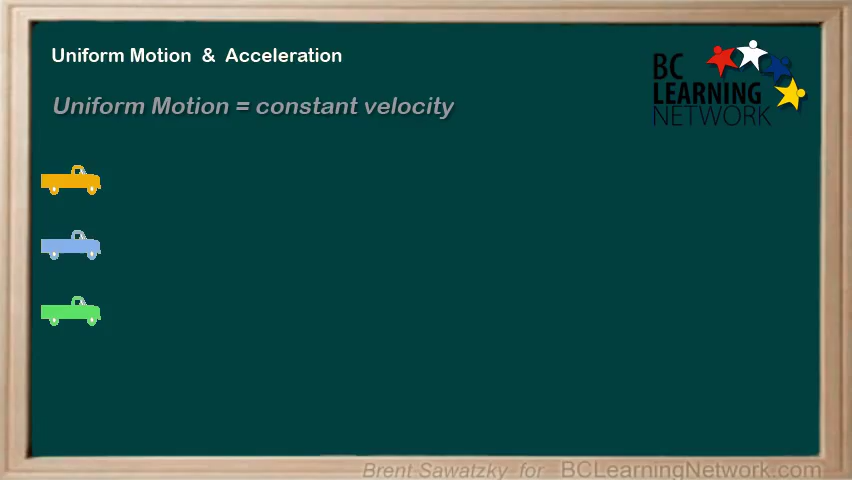 Uniform Motion & Acceleration
Uniform Motion = constant velocity
BC
LEARNING
NETWORK
Brent Sawatzky for BCLearningNetwork.com